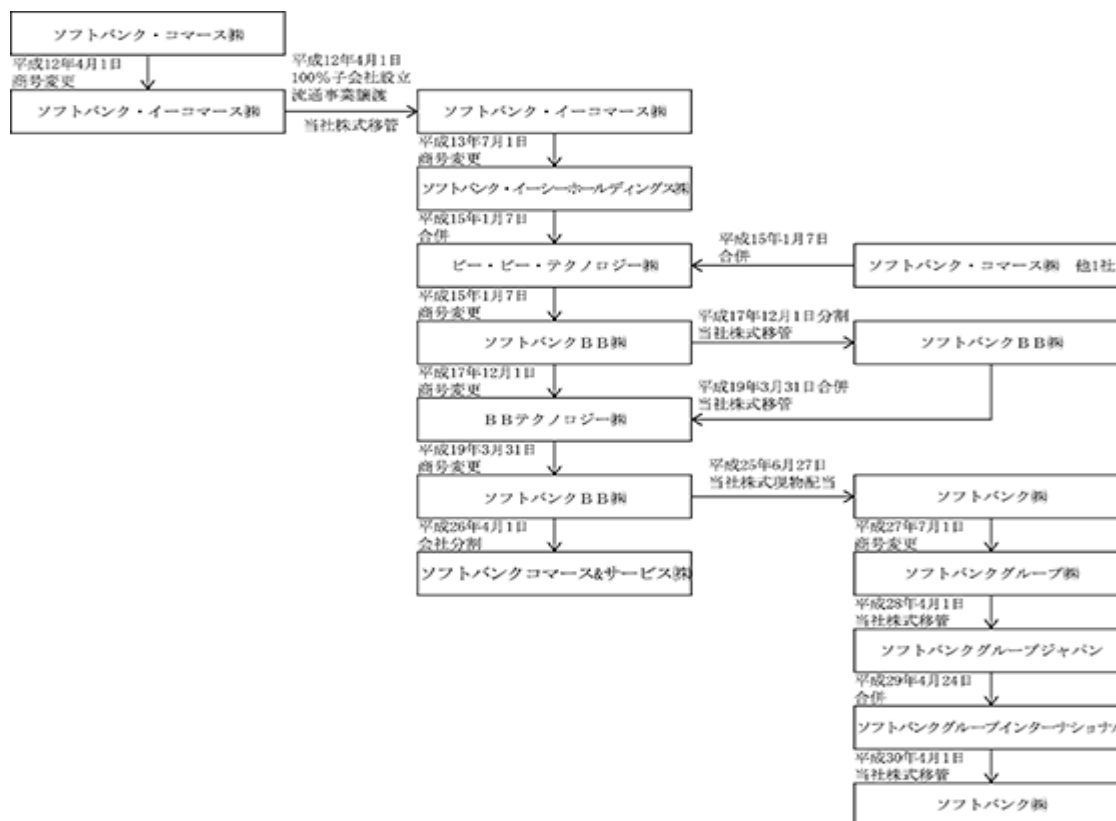 ソフトバンク・コマース㈱
平成12年4月1日
商号変更
平成12年4月1日
100%子会社設立
流通事業譲渡
ソフトバンク・イーコマース㈱
当社株式移管
ソフトバンク・イーコマース㈱
平成13年7月1日
商号変更
ソフトバンク・イーシーホールディングス㈱
平成15年1月7日
合併
平成15年1月7日
合併
ビー・ビー・テクノロジー㈱
ソフトバンク・コマース㈱ 他1社
平成15年1月7日
商号変更
平成17年12月1日分割
当社株式移管
ソフトバンクBB㈱
ソフトバンクBB㈱
平成17年12月1日
商号変更
平成19年3月31日合併
当社株式移管
BBテクノロジー㈱
平成19年3月31日
商号変更
平成25年6月27日
当社株式現物配当
ソフトバンクBB㈱
ソフトバンク㈱
平成26年4月1日
会社分割
平成27年7月1日
商号変更
ソフトバンクコマース&サービス㈱
ソフトバンクグループ㈱
平成28年4月1日
当社株式移管
ソフトバンクグループジャパン
平成29年4月24日
合併
ソフトバンクグループインターナショナル
平成30年4月1日
当社株式移管
ソフトバンク㈱